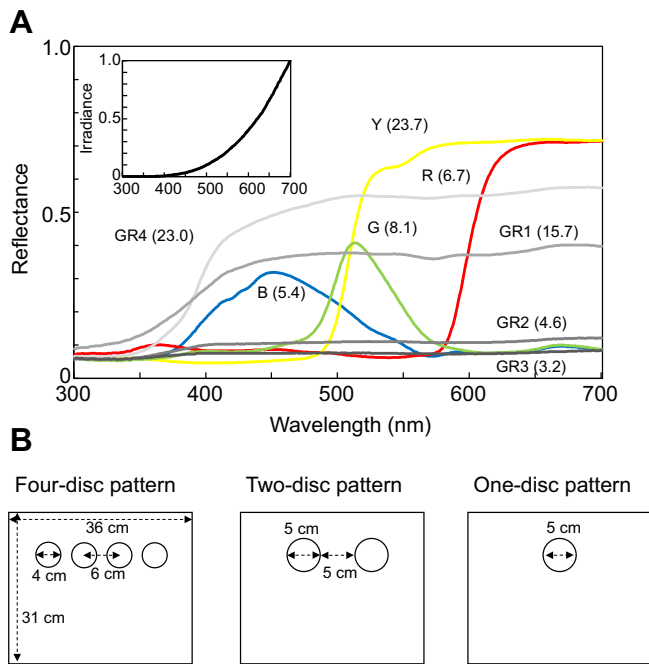 A
1.0
0.5
0
Reflectance
1.0
0.5
0
Irradiance
300 400 500 600 700
Y (23.7)
R (6.7)
GR4 (23.0)
G (8.1)
GR1 (15.7)
B (5.4)
GR2 (4.6)
GR3 (3.2)
300 400 500 600 700
Wavelength (nm)
B
Four-disc pattern
36 cm
4 cm
6 cm
31 cm
Two-disc pattern
5 cm
5 cm
One-disc pattern
5 cm